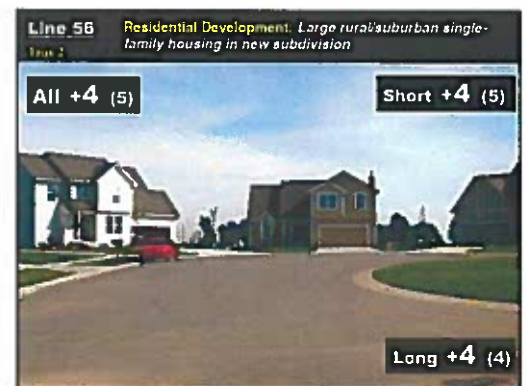 Line 56
Residential Development: Large rural/suburban single-
family housing in new subdivision
All +4 (5)
Short +4 (5)
Long +4 (4)